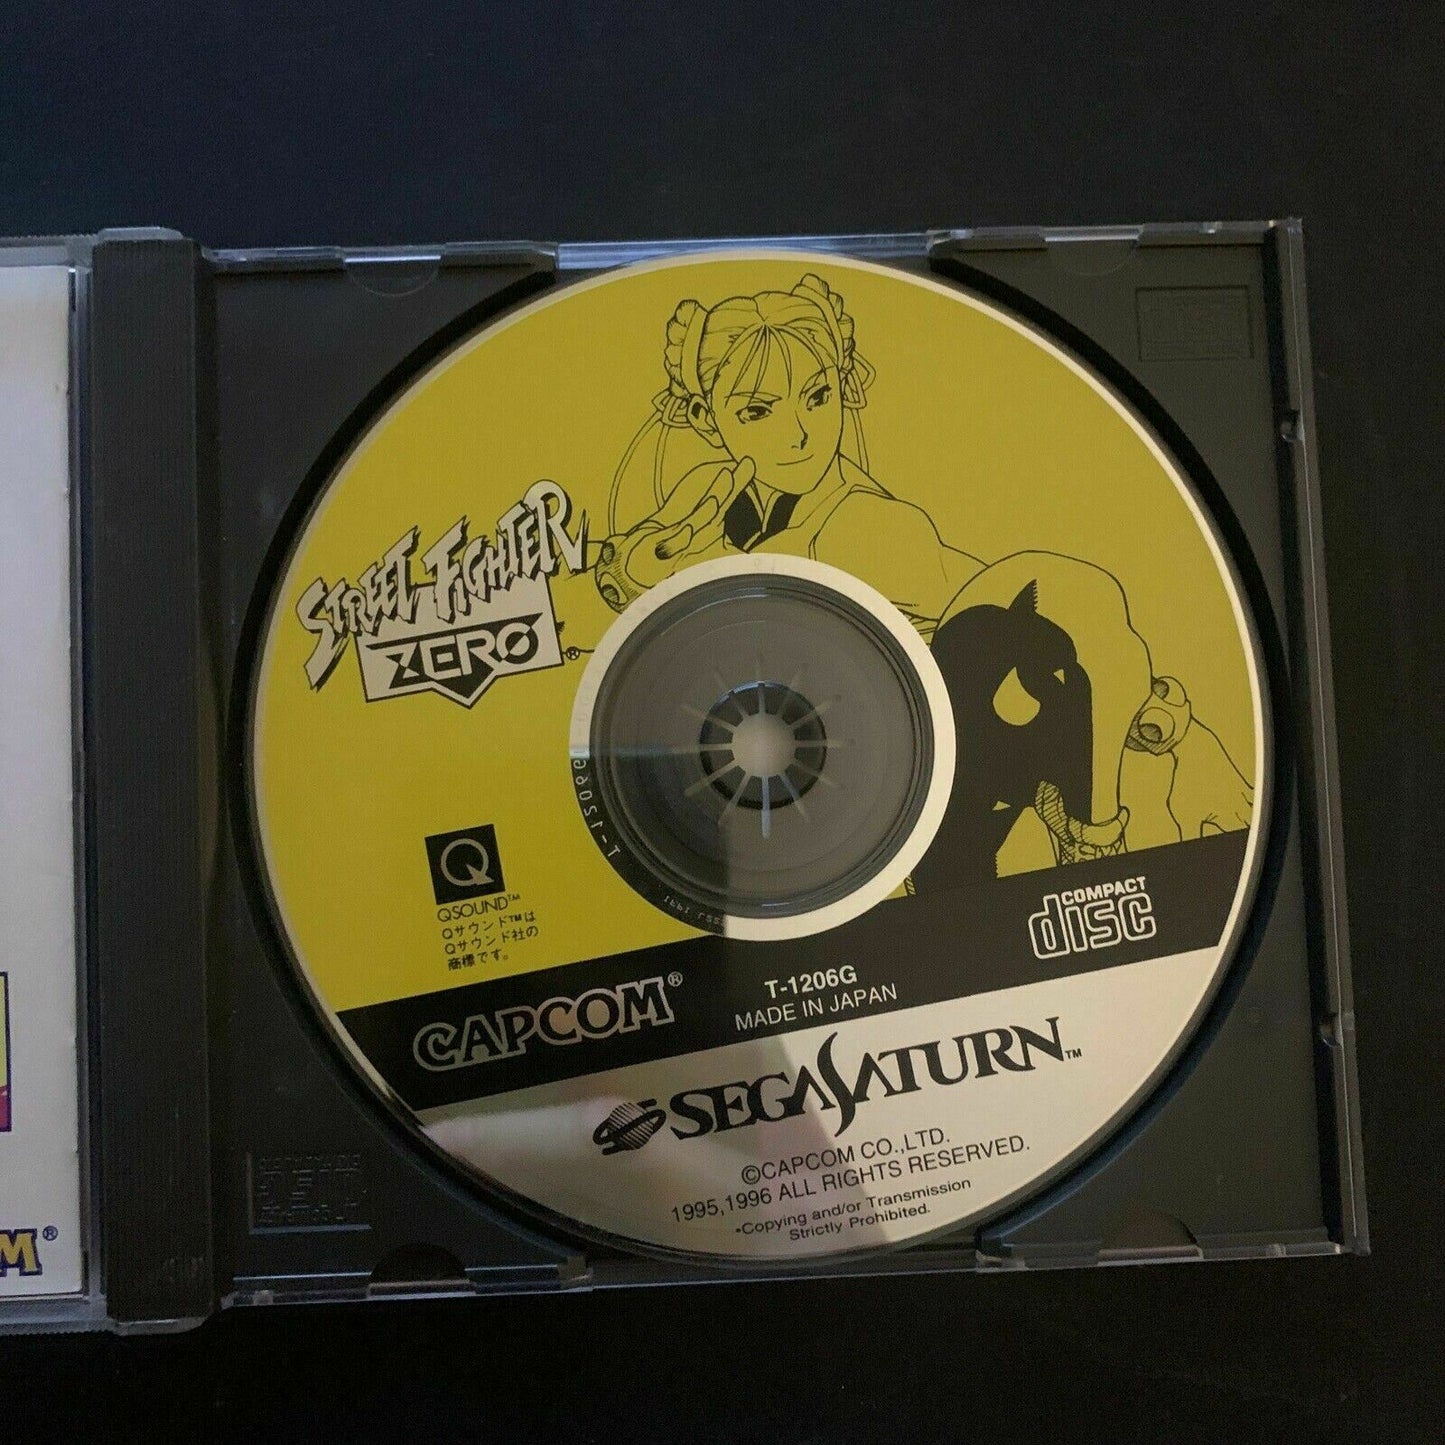 STREET FIGHTER
ZERO®
Q
QSOUND™
Qサウンド™は
Qサウンド社の
商標です。
T-1206G
COMPACT
disc
CAPCOM®
T-1206G
MADE IN JAPAN
SEGA SATURN™
©CAPCOM CO.,LTD.
1995,1996 ALL RIGHTS RESERVED.
•Copying and/or Transmission
Strictly Prohibited.
M®